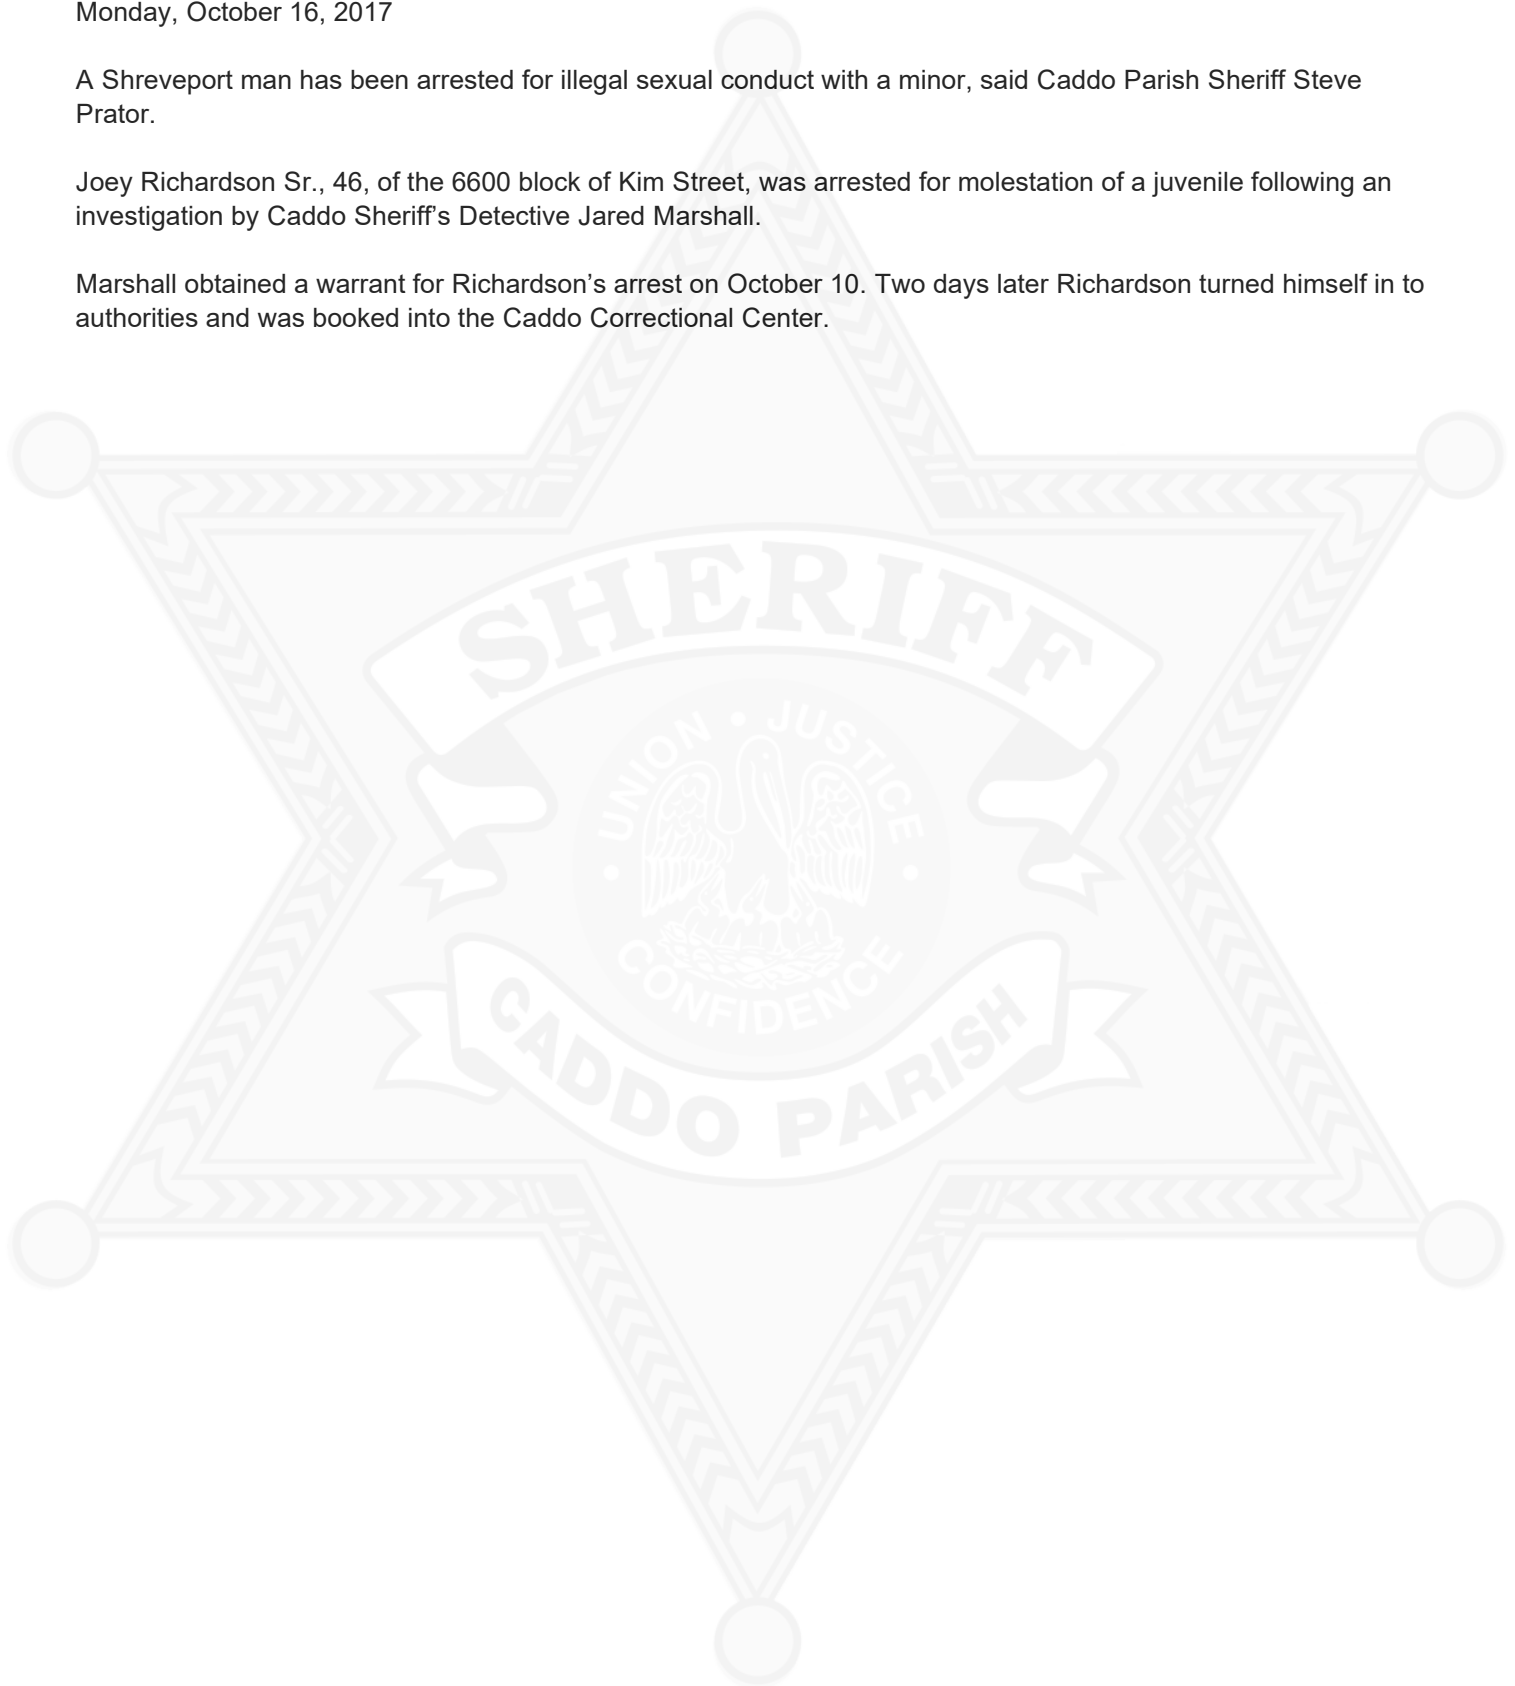 Monday, October 16, 2017
A Shreveport man has been arrested for illegal sexual conduct with a minor, said Caddo Parish Sheriff Steve
Prator.
Joey Richardson Sr., 46, of the 6600 block of Kim Street, was arrested for molestation of a juvenile following an
investigation by Caddo Sheriff’s Detective Jared Marshall.
Marshall obtained a warrant for Richardson’s arrest on October 10. Two days later Richardson turned himself in to
authorities and was booked into the Caddo Correctional Center.
SHERIFF
UNION • JUSTICE
• CONFIDENCE •
CADDO PARISH